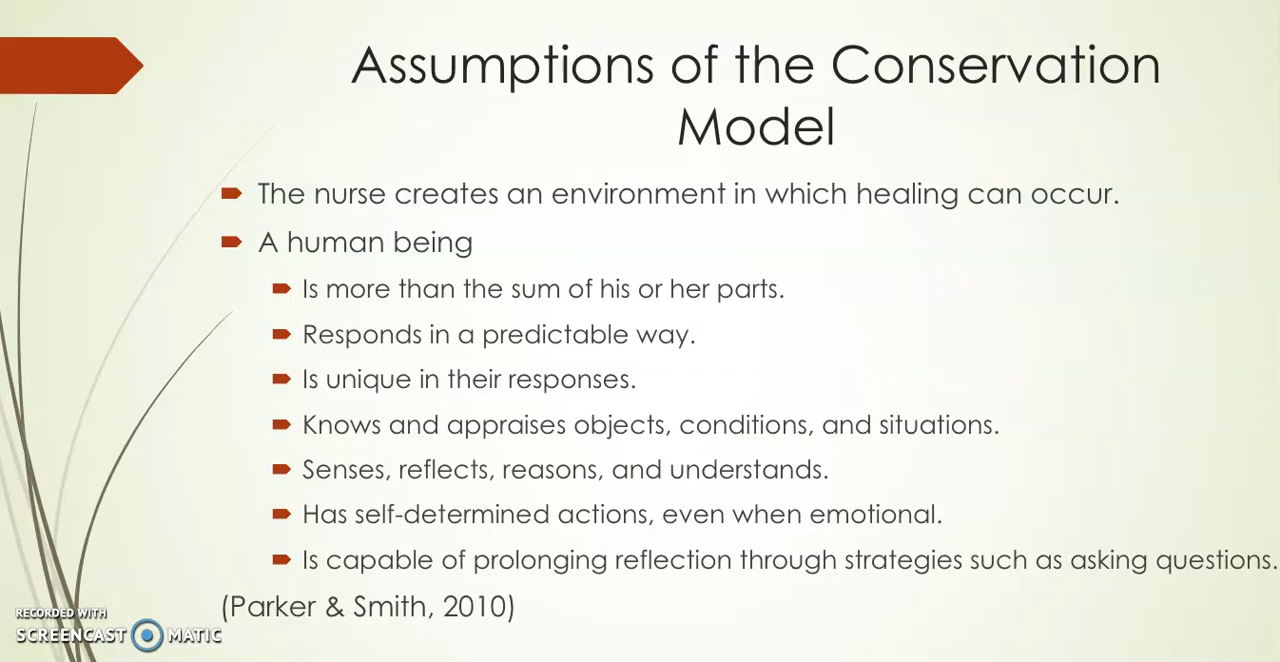 Assumptions of the Conservation
Model
The nurse creates an environment in which healing can occur.
A human being
Is more than the sum of his or her parts.
Responds in a predictable way.
Is unique in their responses.
Knows and appraises objects, conditions, and situations.
Senses, reflects, reasons, and understands.
Has self-determined actions, even when emotional.
Is capable of prolonging reflection through strategies such as asking questions.
(Parker & Smith, 2010)
RECORDED WITH
SCREENCAST MATIC